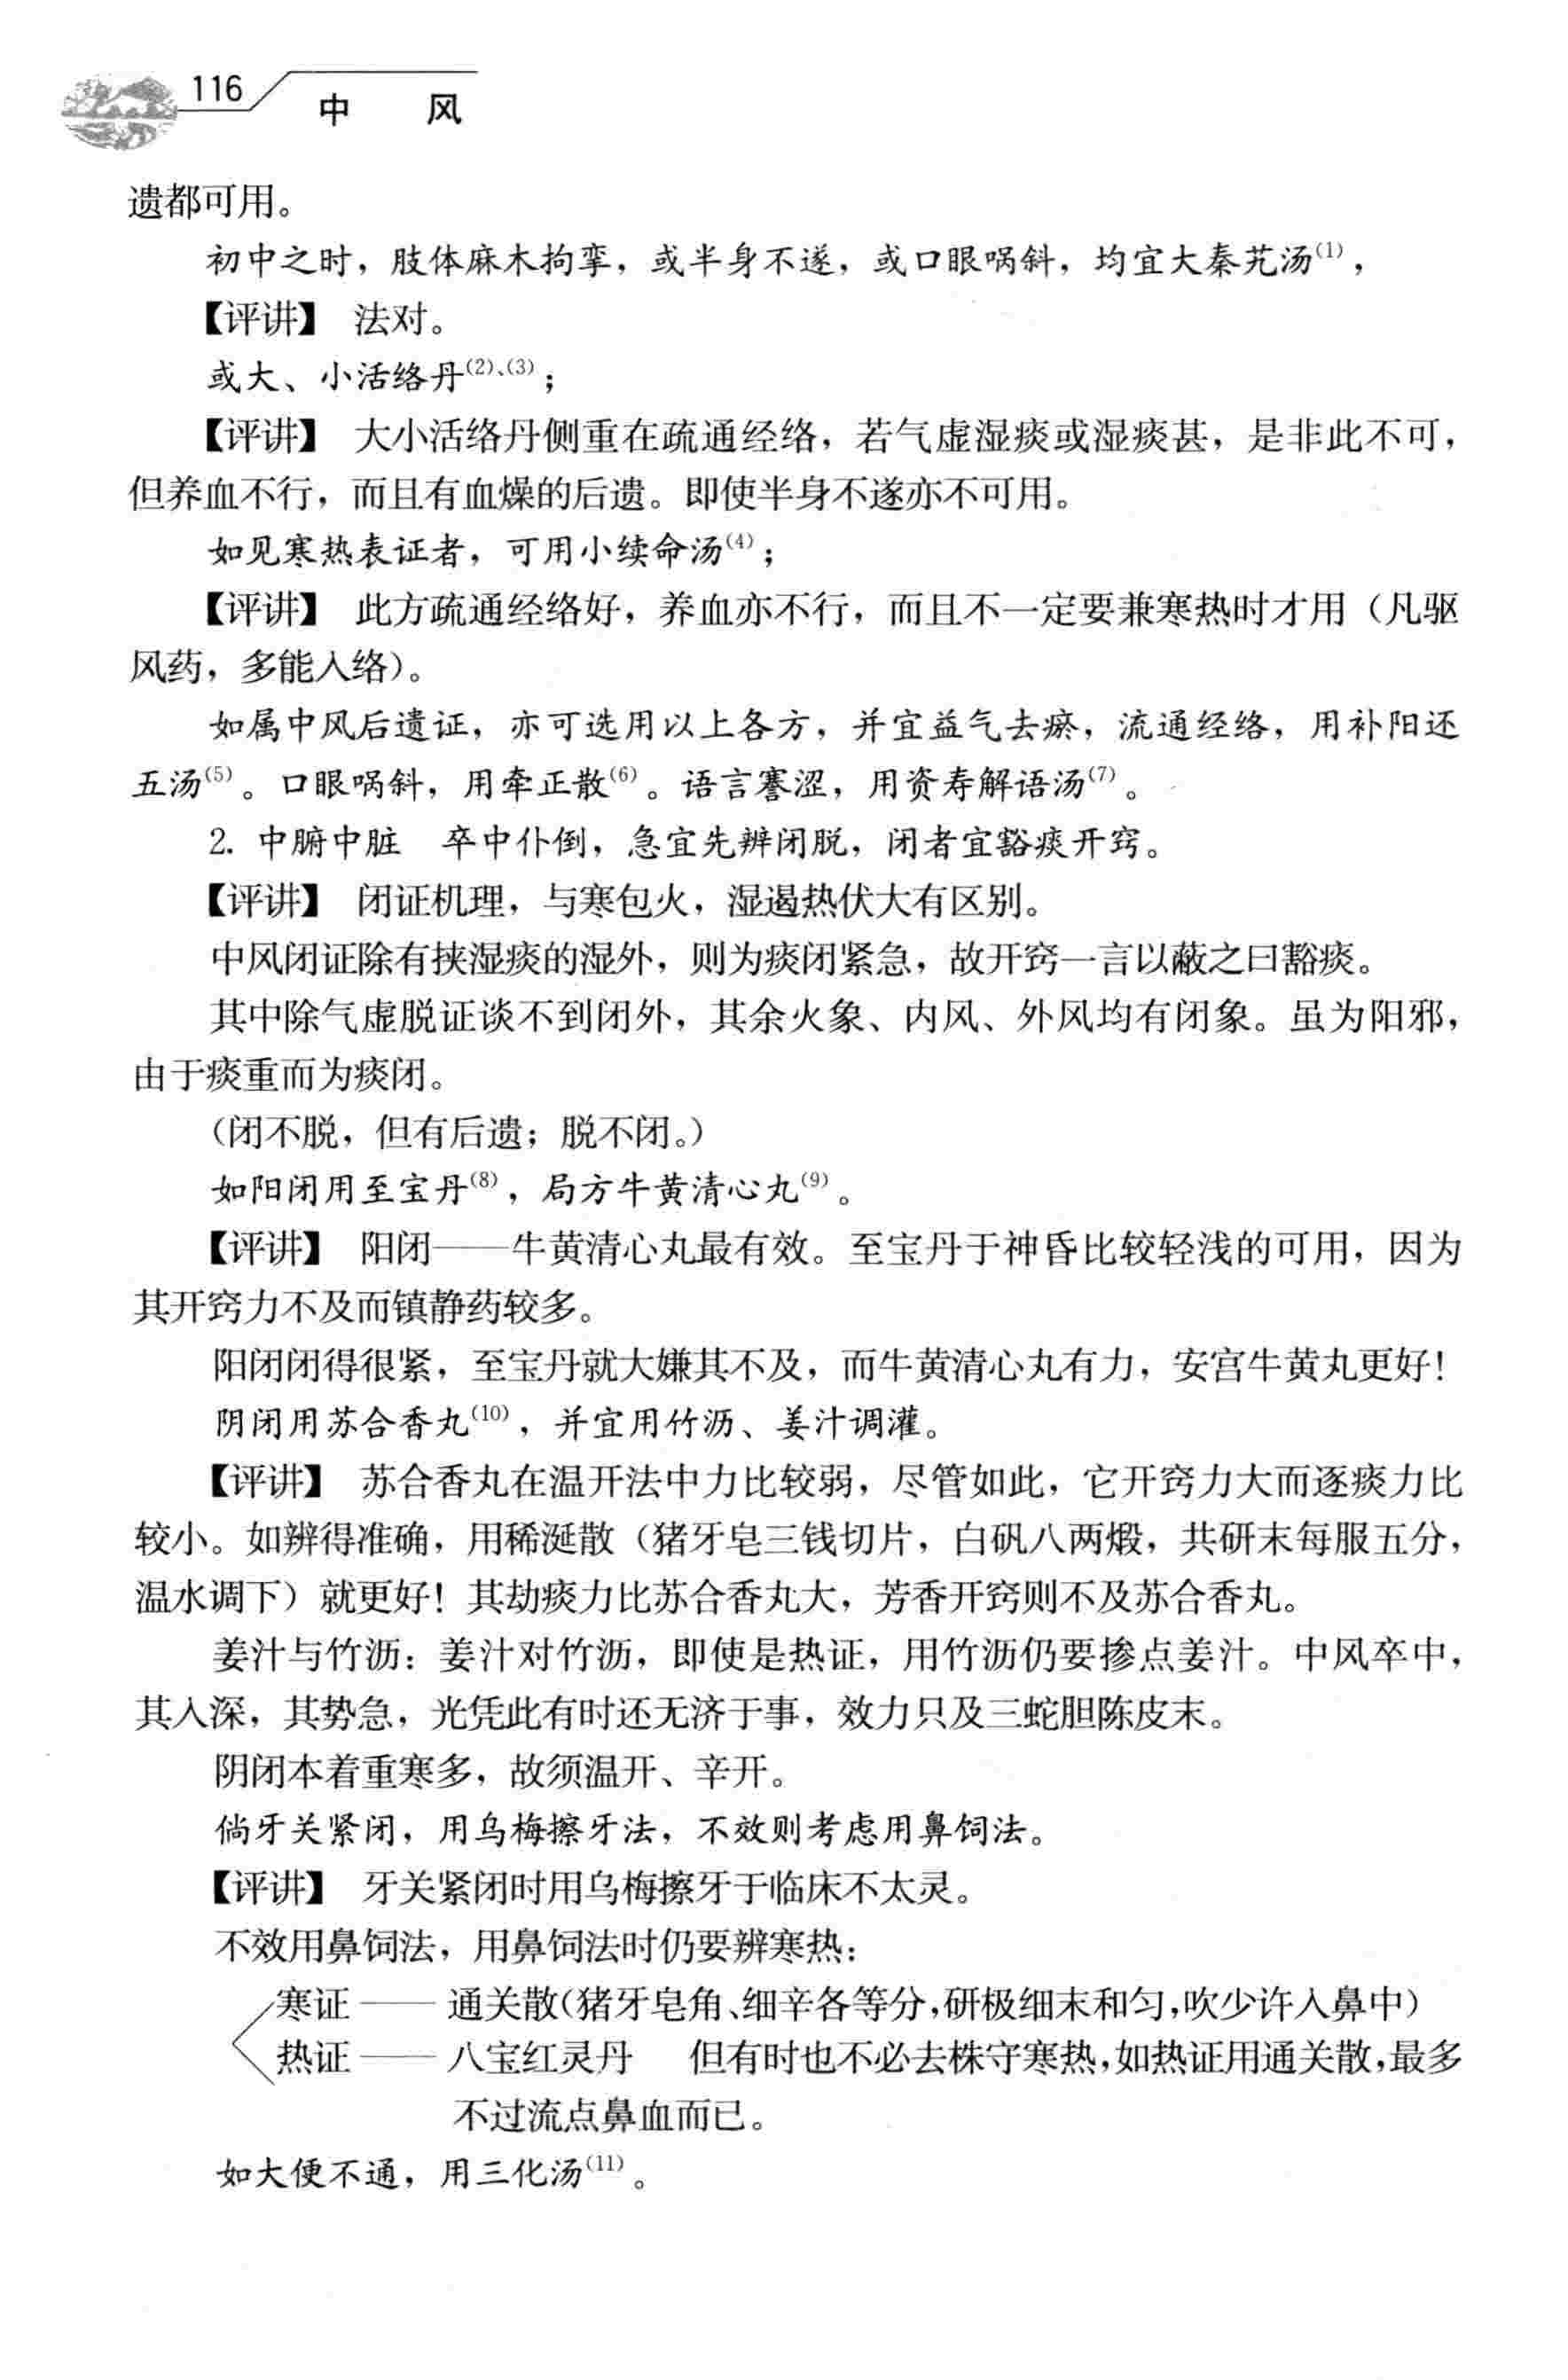 116
中 风
遗都可用。
初中之时，肢体麻木拘挛，或半身不遂，或口眼㖞斜，均宜大秦艽汤⁽¹⁾，
【评讲】 法对。
或大、小活络丹⁽²⁾、⁽³⁾；
【评讲】 大小活络丹侧重在疏通经络，若气虚湿痰或湿痰甚，是非此不可，
但养血不行，而且有血燥的后遗。即使半身不遂亦不可用。
如见寒热表证者，可用小续命汤⁽⁴⁾；
【评讲】 此方疏通经络好，养血亦不行，而且不一定要兼寒热时才用（凡驱
风药，多能入络）。
如属中风后遗证，亦可选用以上各方，并宜益气去瘀，流通经络，用补阳还
五汤⁽⁵⁾。口眼㖞斜，用牵正散⁽⁶⁾。语言謇涩，用资寿解语汤⁽⁷⁾。
2. 中腑中脏 卒中仆倒，急宜先辨闭脱，闭者宜豁痰开窍。
【评讲】 闭证机理，与寒包火，湿遏热伏大有区别。
中风闭证除有挟湿痰的湿外，则为痰闭紧急，故开窍一言以蔽之曰豁痰。
其中除气虚脱证谈不到闭外，其余火象、内风、外风均有闭象。虽为阳邪，
由于痰重而为痰闭。
（闭不脱，但有后遗；脱不闭。）
如阳闭用至宝丹⁽⁸⁾，局方牛黄清心丸⁽⁹⁾。
【评讲】 阳闭——牛黄清心丸最有效。至宝丹于神昏比较轻浅的可用，因为
其开窍力不及而镇静药较多。
阳闭闭得很紧，至宝丹就大嫌其不及，而牛黄清心丸有力，安宫牛黄丸更好！
阴闭用苏合香丸⁽¹⁰⁾，并宜用竹沥、姜汁调灌。
【评讲】 苏合香丸在温开法中力比较弱，尽管如此，它开窍力大而逐痰力比
较小。如辨得准确，用稀涎散（猪牙皂三钱切片，白矾八两煅，共研末每服五分，
温水调下）就更好！其劫痰力比苏合香丸大，芳香开窍则不及苏合香丸。
姜汁与竹沥：姜汁对竹沥，即使是热证，用竹沥仍要掺点姜汁。中风卒中，
其入深，其势急，光凭此有时还无济于事，效力只及三蛇胆陈皮末。
阴闭本着重寒多，故须温开、辛开。
倘牙关紧闭，用乌梅擦牙法，不效则考虑用鼻饲法。
【评讲】 牙关紧闭时用乌梅擦牙于临床不太灵。
不效用鼻饲法，用鼻饲法时仍要辨寒热：
寒证 —— 通关散（猪牙皂角、细辛各等分，研极细末和匀，吹少许入鼻中）
热证 —— 八宝红灵丹 但有时也不必去株守寒热，如热证用通关散，最多
不过流点鼻血而已。
如大便不通，用三化汤⁽¹¹⁾。